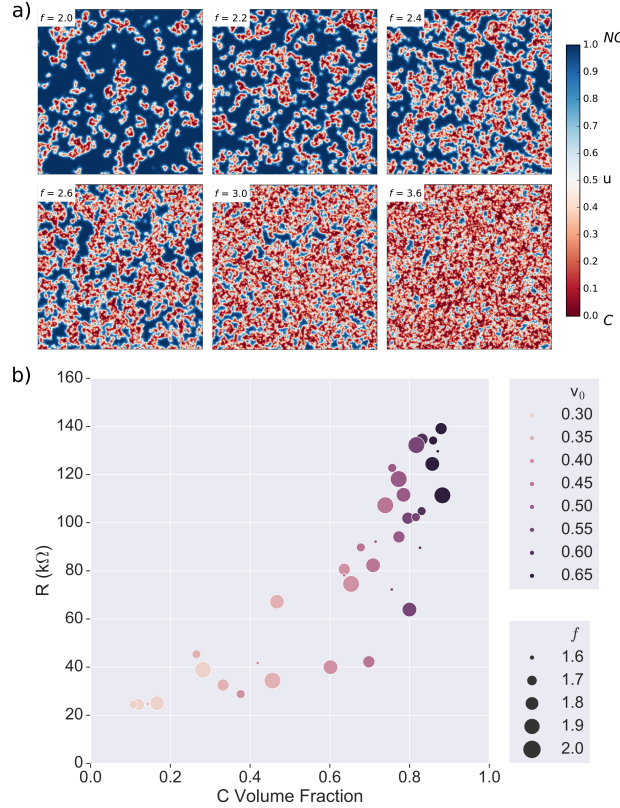 a)
f = 2.0
f = 2.2
f = 2.4
NC
1.0
0.9
0.8
0.7
0.6
0.5
u
0.4
0.3
0.2
0.1
0.0
C
f = 2.6
f = 3.0
f = 3.6
b)
160
140
120
100
80
60
40
20
0
R (kΩ)
0.0 0.2 0.4 0.6 0.8 1.0
C Volume Fraction
v₀
0.30
0.35
0.40
0.45
0.50
0.55
0.60
0.65
f
1.6
1.7
1.8
1.9
2.0